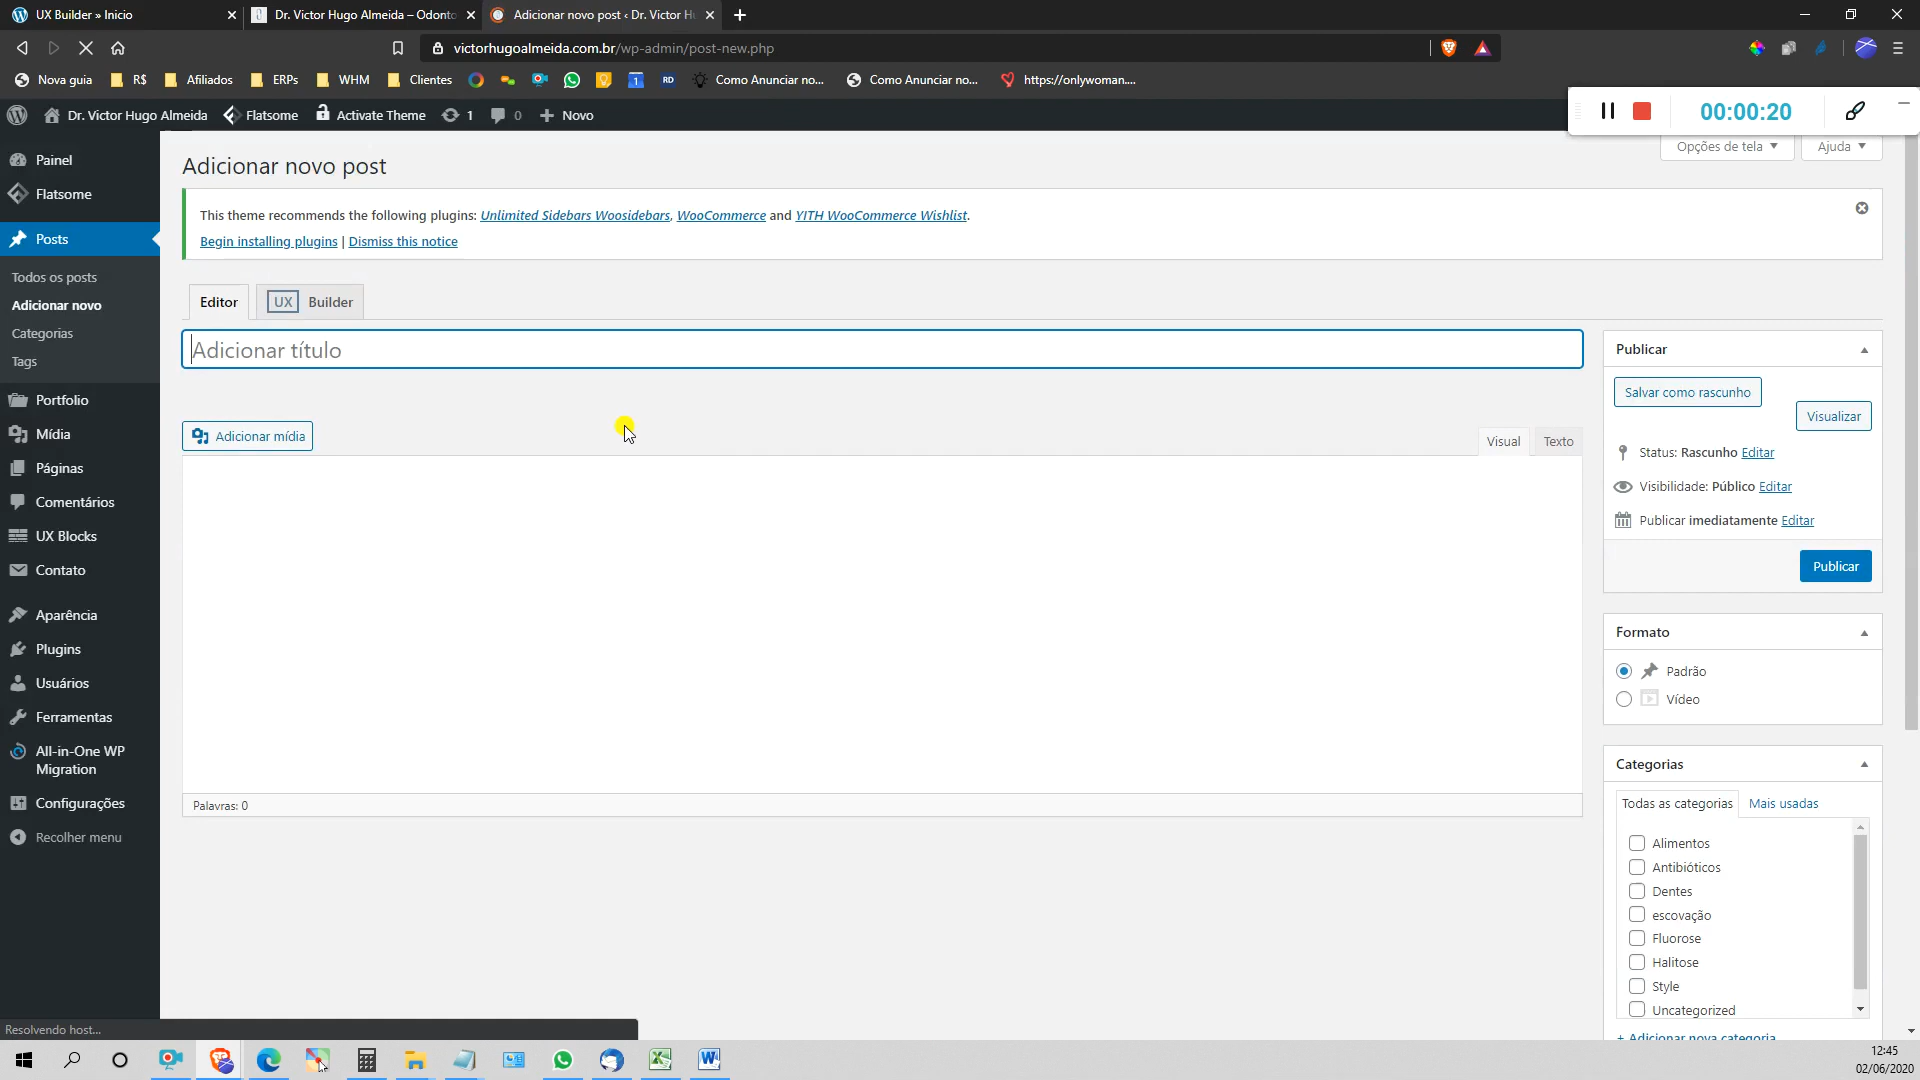 UX Builder » Inicio
Dr. Victor Hugo Almeida – Odonto
Adicionar novo post ‹ Dr. Victor H
victorhugoalmeida.com.br/wp-admin/post-new.php
Nova guia
R$
Afiliados
ERPs
WHM
Clientes
1
RD
Como Anunciar no...
Como Anunciar no...
https://onlywoman....
Dr. Victor Hugo Almeida
Flatsome
Activate Theme
1
0
Novo
00:00:20
Opções de tela
Ajuda
Painel
Flatsome
Posts
Todos os posts
Adicionar novo
Categorias
Tags
Portfolio
Mídia
Páginas
Comentários
UX Blocks
Contato
Aparência
Plugins
Usuários
Ferramentas
All-in-One WP
Migration
Configurações
Recolher menu
Adicionar novo post
This theme recommends the following plugins: Unlimited Sidebars Woosidebars, WooCommerce and YITH WooCommerce Wishlist.
Begin installing plugins | Dismiss this notice
Editor
UX Builder
Adicionar título
Adicionar mídia
Visual
Texto
Palavras: 0
Publicar
Salvar como rascunho
Visualizar
Status: Rascunho Editar
Visibilidade: Público Editar
Publicar imediatamente Editar
Publicar
Formato
Padrão
Vídeo
Categorias
Todas as categorias
Mais usadas
Alimentos
Antibióticos
Dentes
escovação
Fluorose
Halitose
Style
Uncategorized
+ Adicionar nova categoria
Resolvendo host...
12:45
02/06/2020